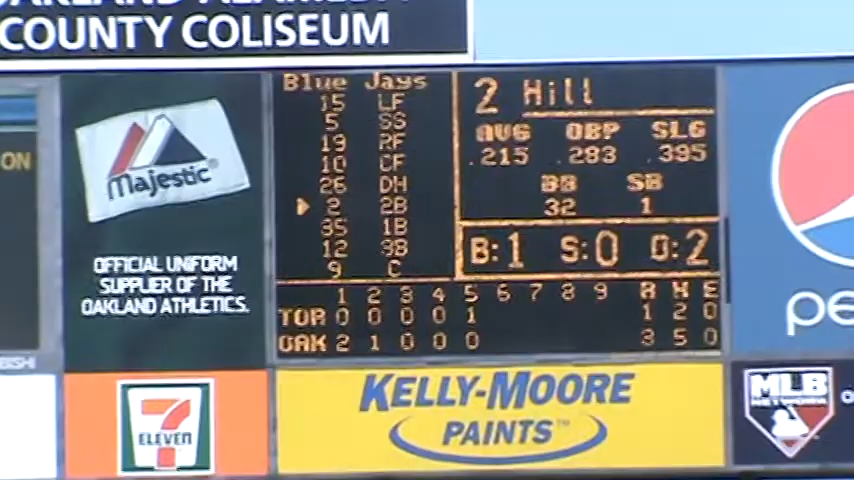 COUNTY COLISEUM
ON
Majestic
OFFICIAL UNIFORM
SUPPLIER OF THE
OAKLAND ATHLETICS.
Blue Jays
15 LF
5 SS
19 RF
10 CF
26 DH
2 2B
35 1B
12 3B
9 C
2 Hill
AVG OBP SLG
.215 .283 .395
BB SB
32 1
B:1 S:0 O:2
1 2 3 4 5 6 7 8 9 R H E
TOR 0 0 0 0 1 1 2 0
OAK 2 1 0 0 0 3 5 0
7
ELEVEN
KELLY-MOORE
PAINTS™
MLB
NETWORK